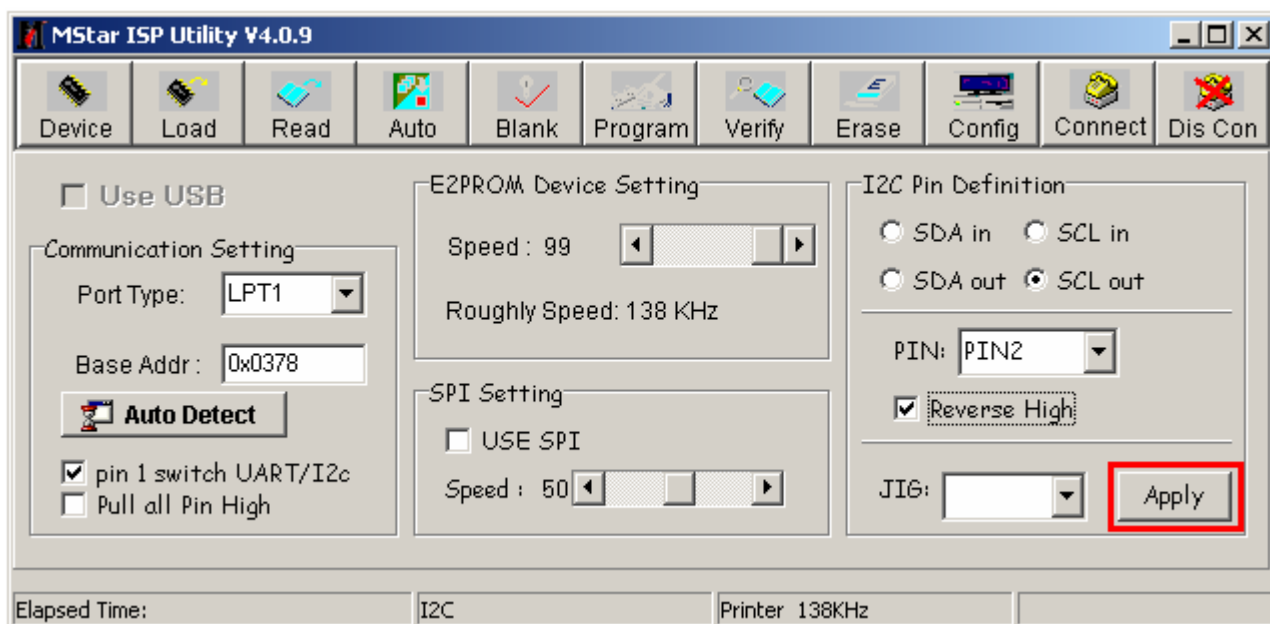 MStar ISP Utility V4.0.9
Device Load Read Auto Blank Program Verify Erase Config Connect Dis Con
Use USB
Communication Setting
Port Type: LPT1
Base Addr : 0x0378
Auto Detect
pin 1 switch UART/I2c
Pull all Pin High
E2PROM Device Setting
Speed : 99
Roughly Speed: 138 KHz
SPI Setting
USE SPI
Speed : 50
I2C Pin Definition
SDA in SCL in
SDA out SCL out
PIN: PIN2
Reverse High
JIG: Apply
Elapsed Time: I2C Printer 138KHz